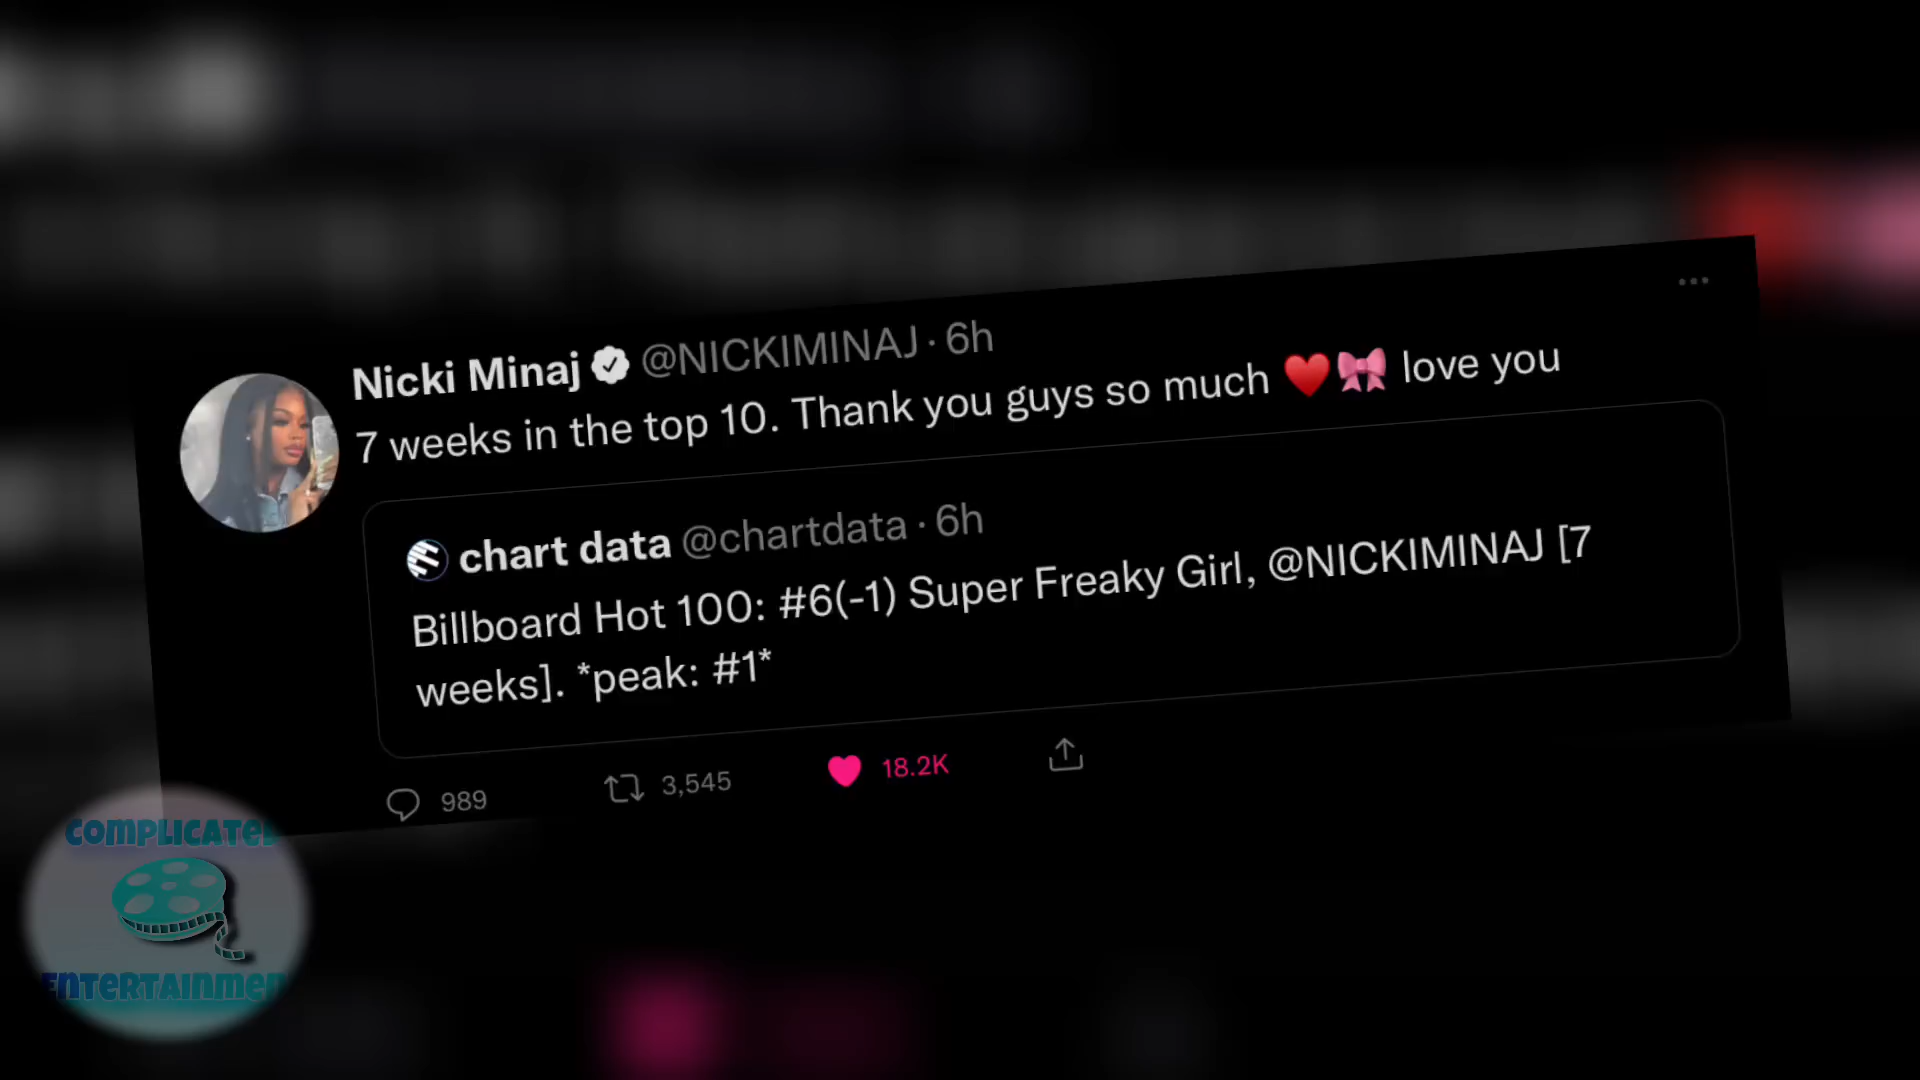 Nicki Minaj @NICKIMINAJ · 6h
7 weeks in the top 10. Thank you guys so much ♥️🎀 love you
chart data @chartdata · 6h
Billboard Hot 100: #6(-1) Super Freaky Girl, @NICKIMINAJ [7
weeks]. *peak: #1*
989 3,545 18.2K
COMPLICATED
ENTERTAINMEN